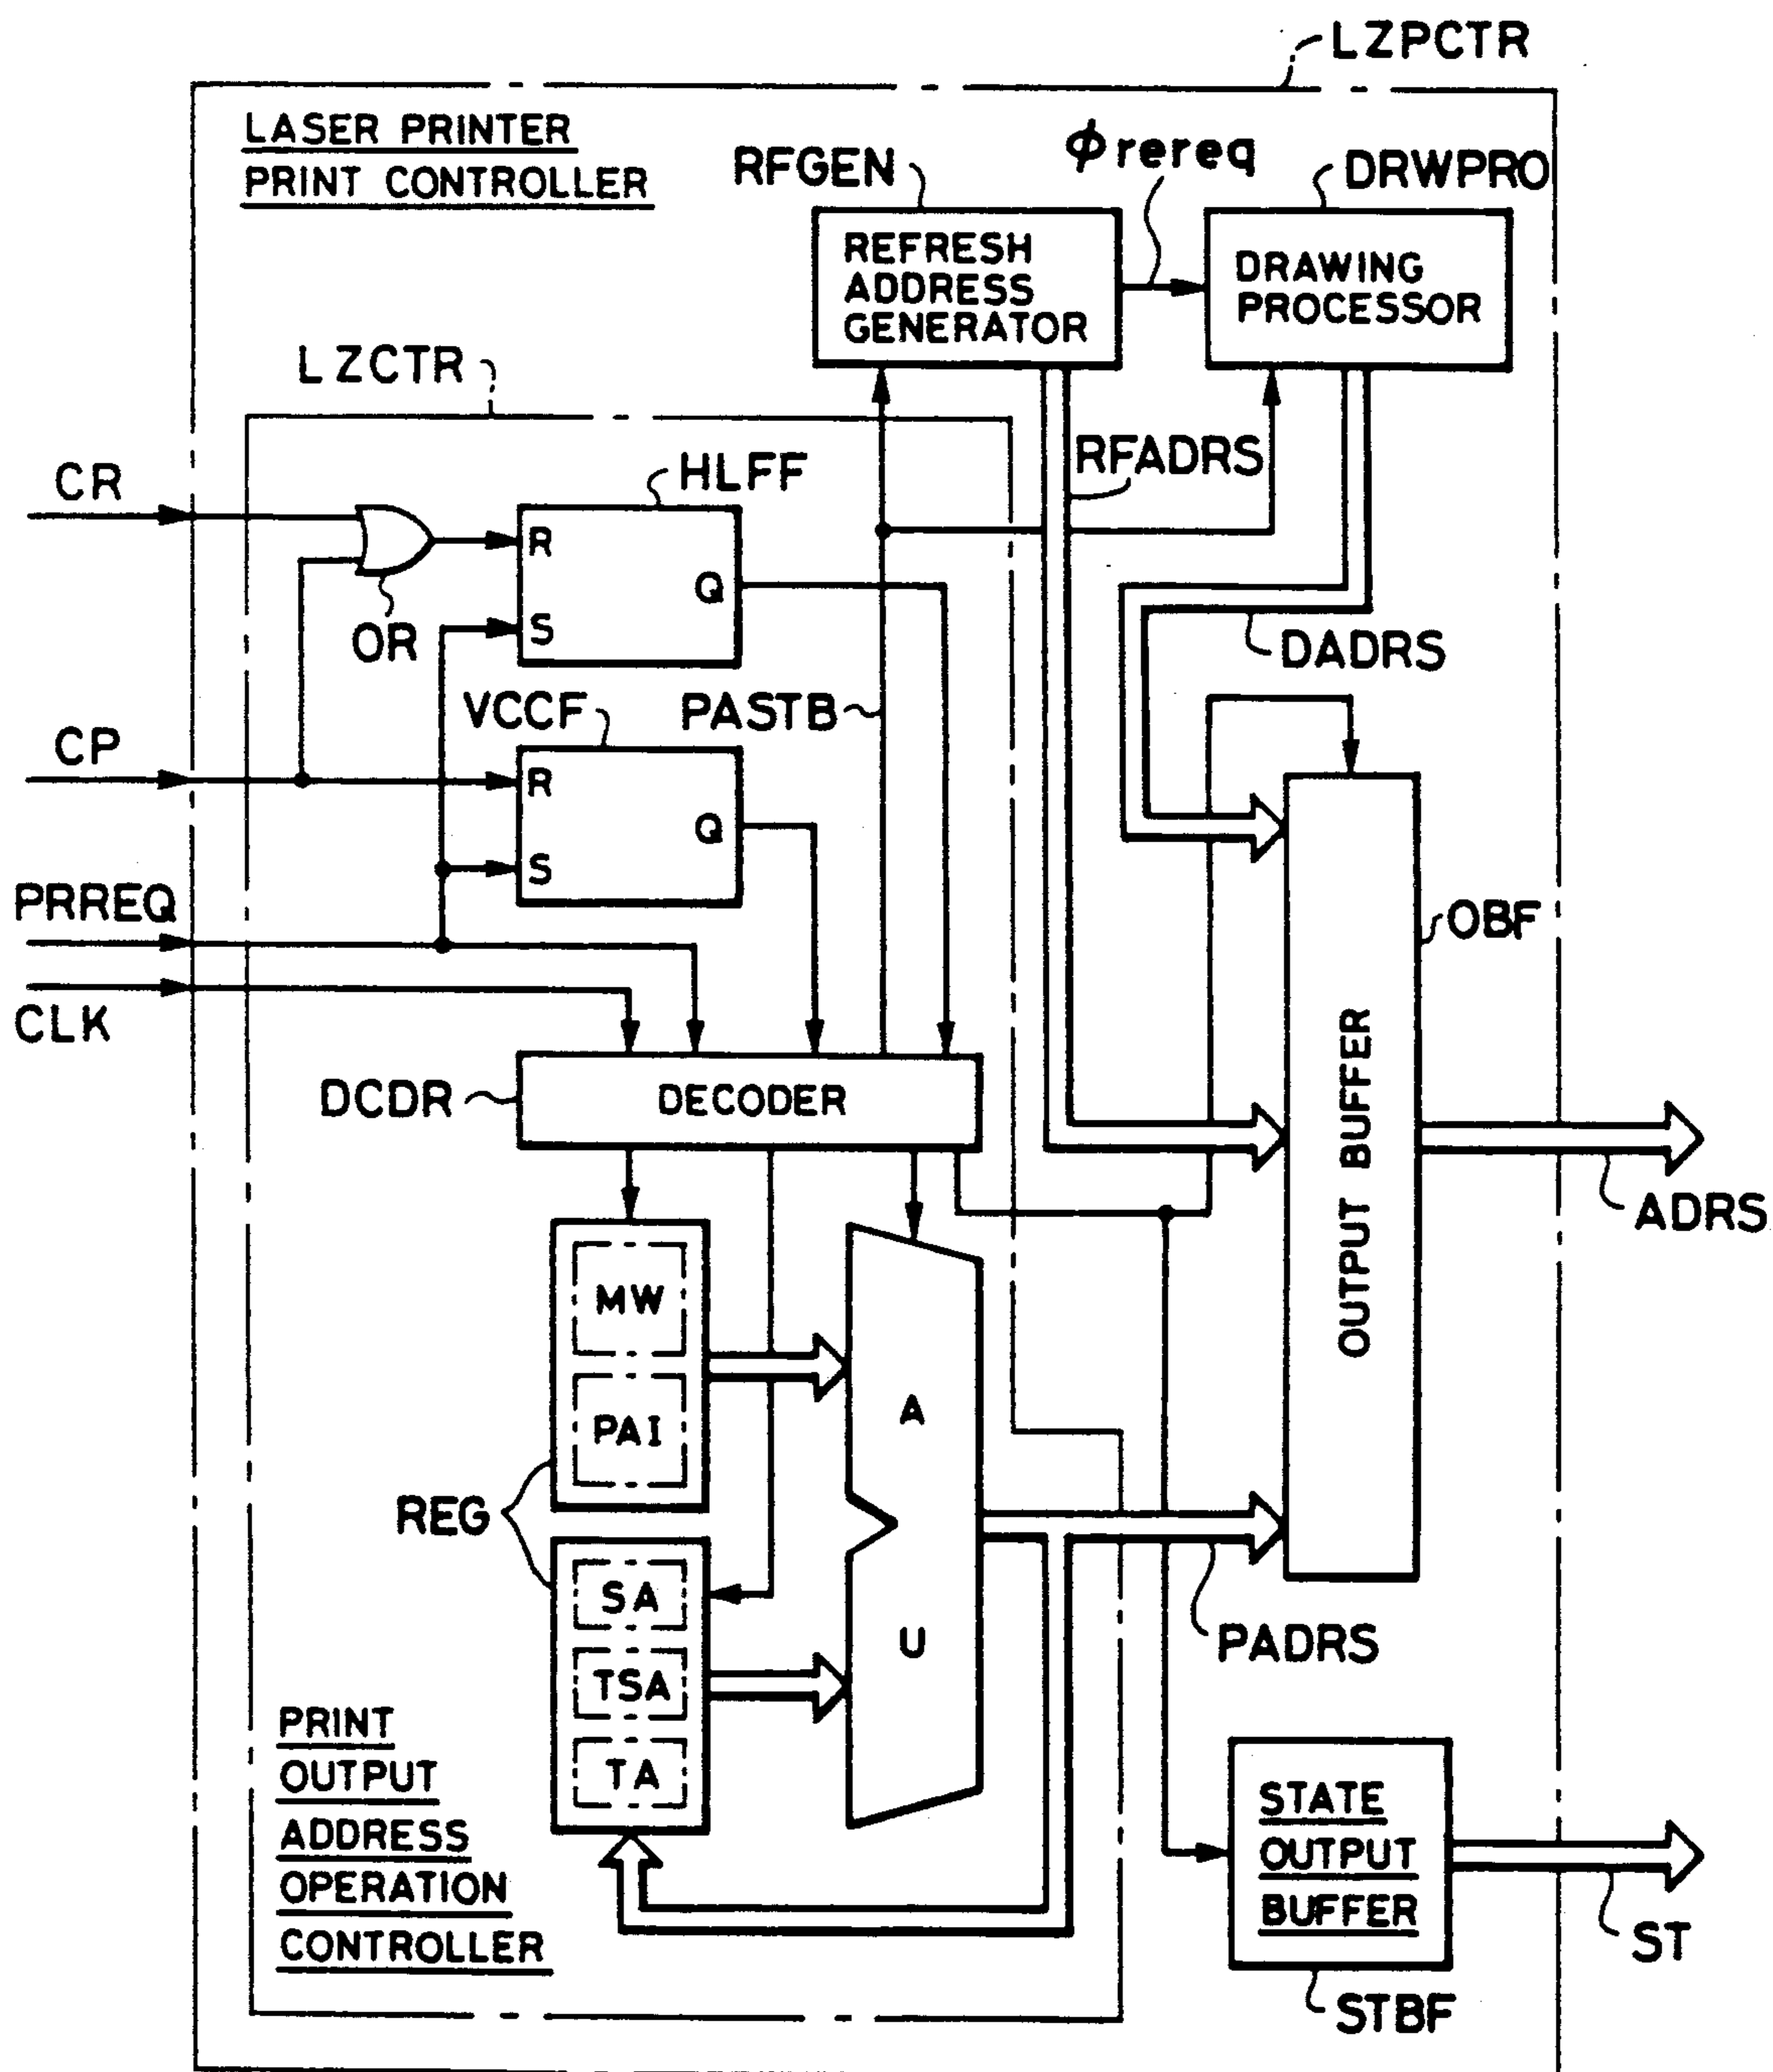 LZPCTR
LASER PRINTER
PRINT CONTROLLER
RFGEN
ϕrereq
DRWPRO
REFRESH
ADDRESS
GENERATOR
DRAWING
PROCESSOR
LZCTR
CR
HLFF
RFADRS
R
Q
S
OR
DADRS
VCCF
PASTB
CP
R
Q
S
PRREQ
OBF
CLK
DCDR
DECODER
OUTPUT BUFFER
ADRS
MW
PAI
A
U
REG
SA
TSA
TA
PADRS
PRINT
OUTPUT
ADDRESS
OPERATION
CONTROLLER
STATE
OUTPUT
BUFFER
ST
STBF